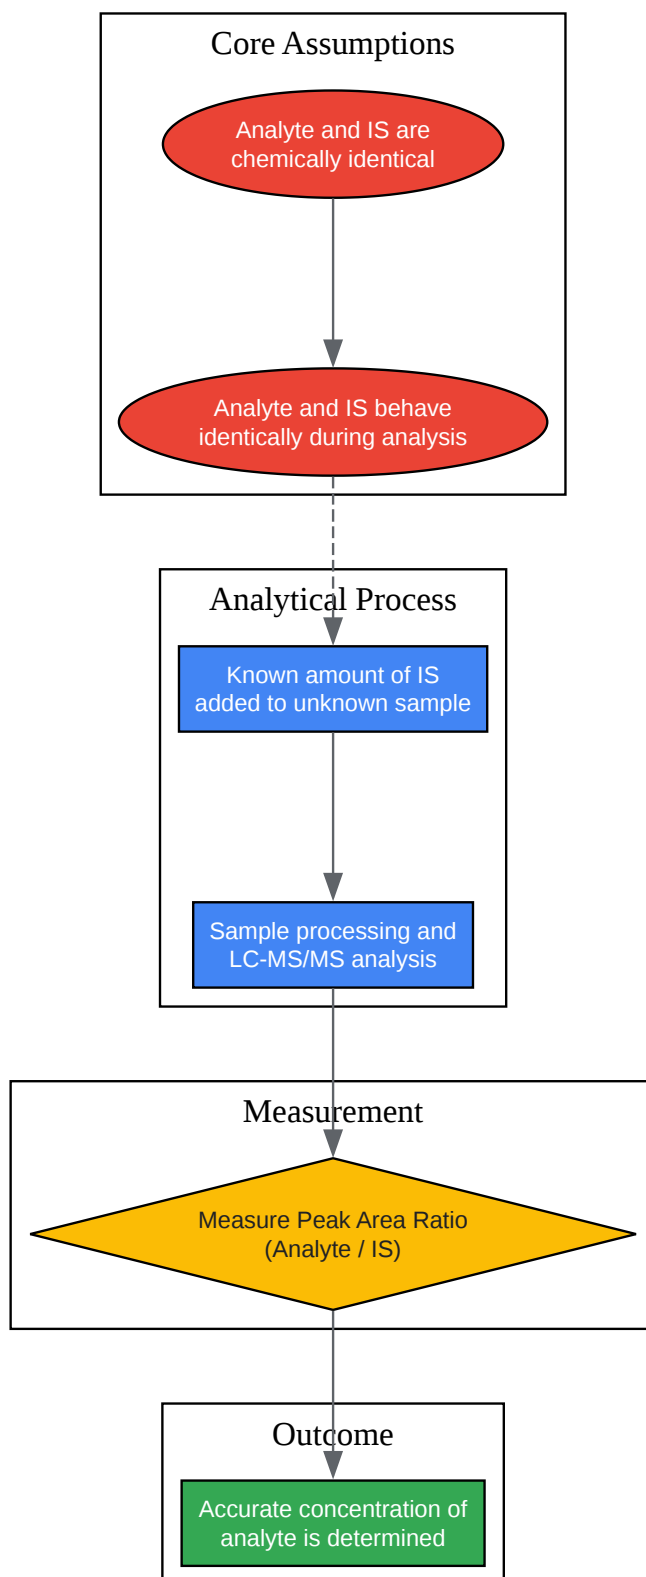 Core Assumptions
Analyte and IS are
chemically identical
Analyte and IS behave
identically during analysis
Analytical Process
Known amount of IS
added to unknown sample
Sample processing and
LC-MS/MS analysis
Measurement
Measure Peak Area Ratio
(Analyte / IS)
Outcome
Accurate concentration of
analyte is determined